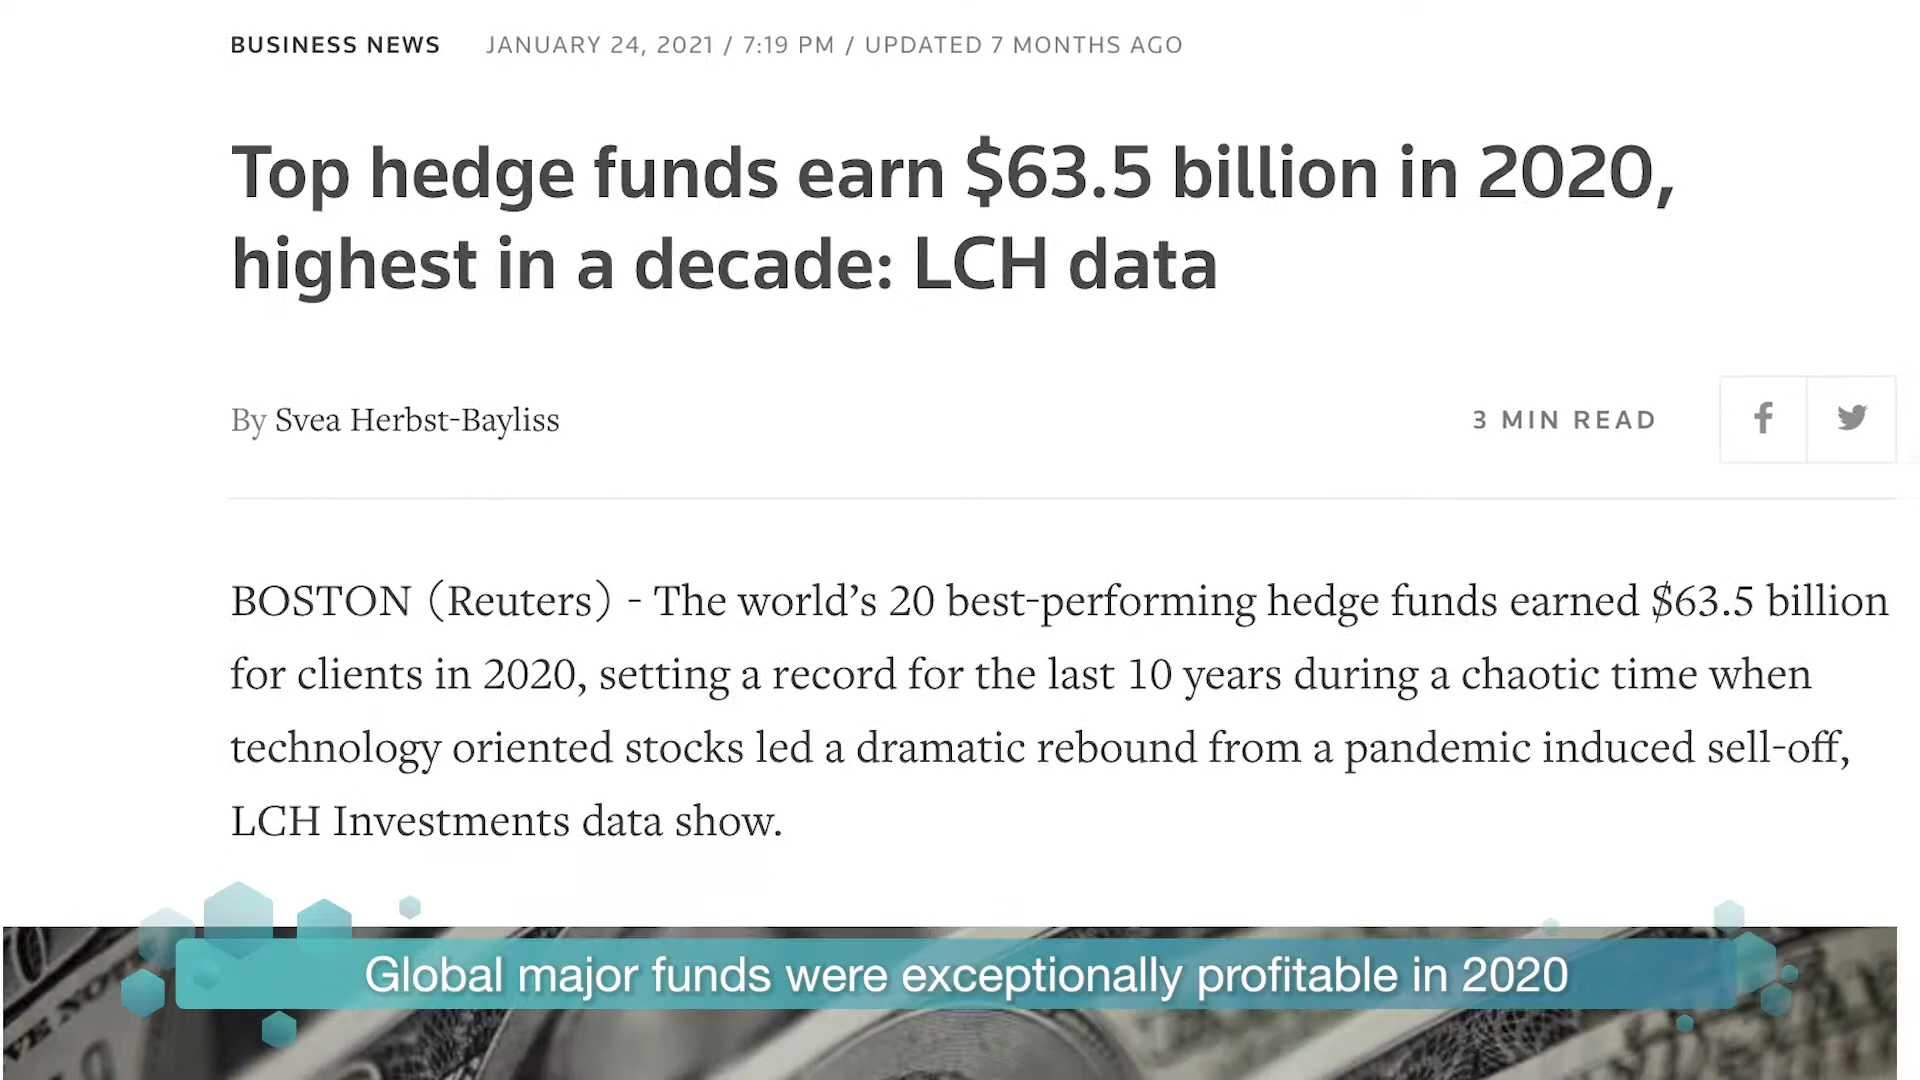 BUSINESS NEWS JANUARY 24, 2021 / 7:19 PM / UPDATED 7 MONTHS AGO
Top hedge funds earn $63.5 billion in 2020,
highest in a decade: LCH data
By Svea Herbst-Bayliss 3 MIN READ
BOSTON (Reuters) - The world’s 20 best-performing hedge funds earned $63.5 billion
for clients in 2020, setting a record for the last 10 years during a chaotic time when
technology oriented stocks led a dramatic rebound from a pandemic induced sell-off,
LCH Investments data show.
Global major funds were exceptionally profitable in 2020